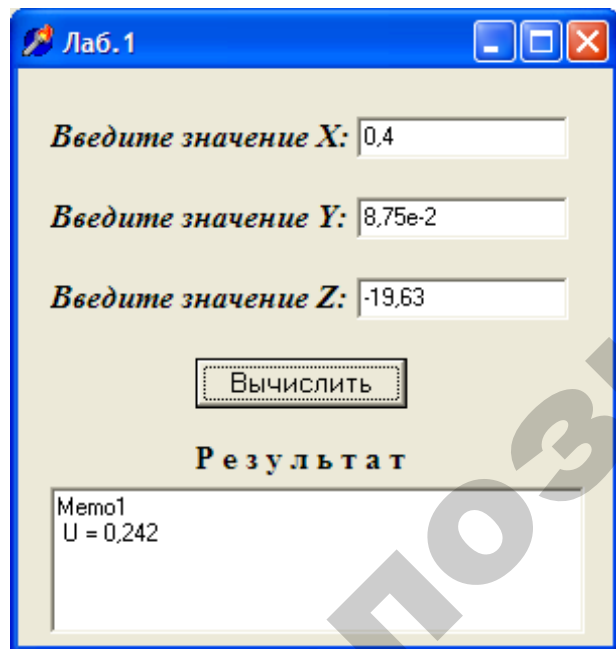 Лаб.1
Введите значение X: 0,4
Введите значение Y: 8,75e-2
Введите значение Z: -19,63
Вычислить
Результат
Memo1
U = 0,242
поз